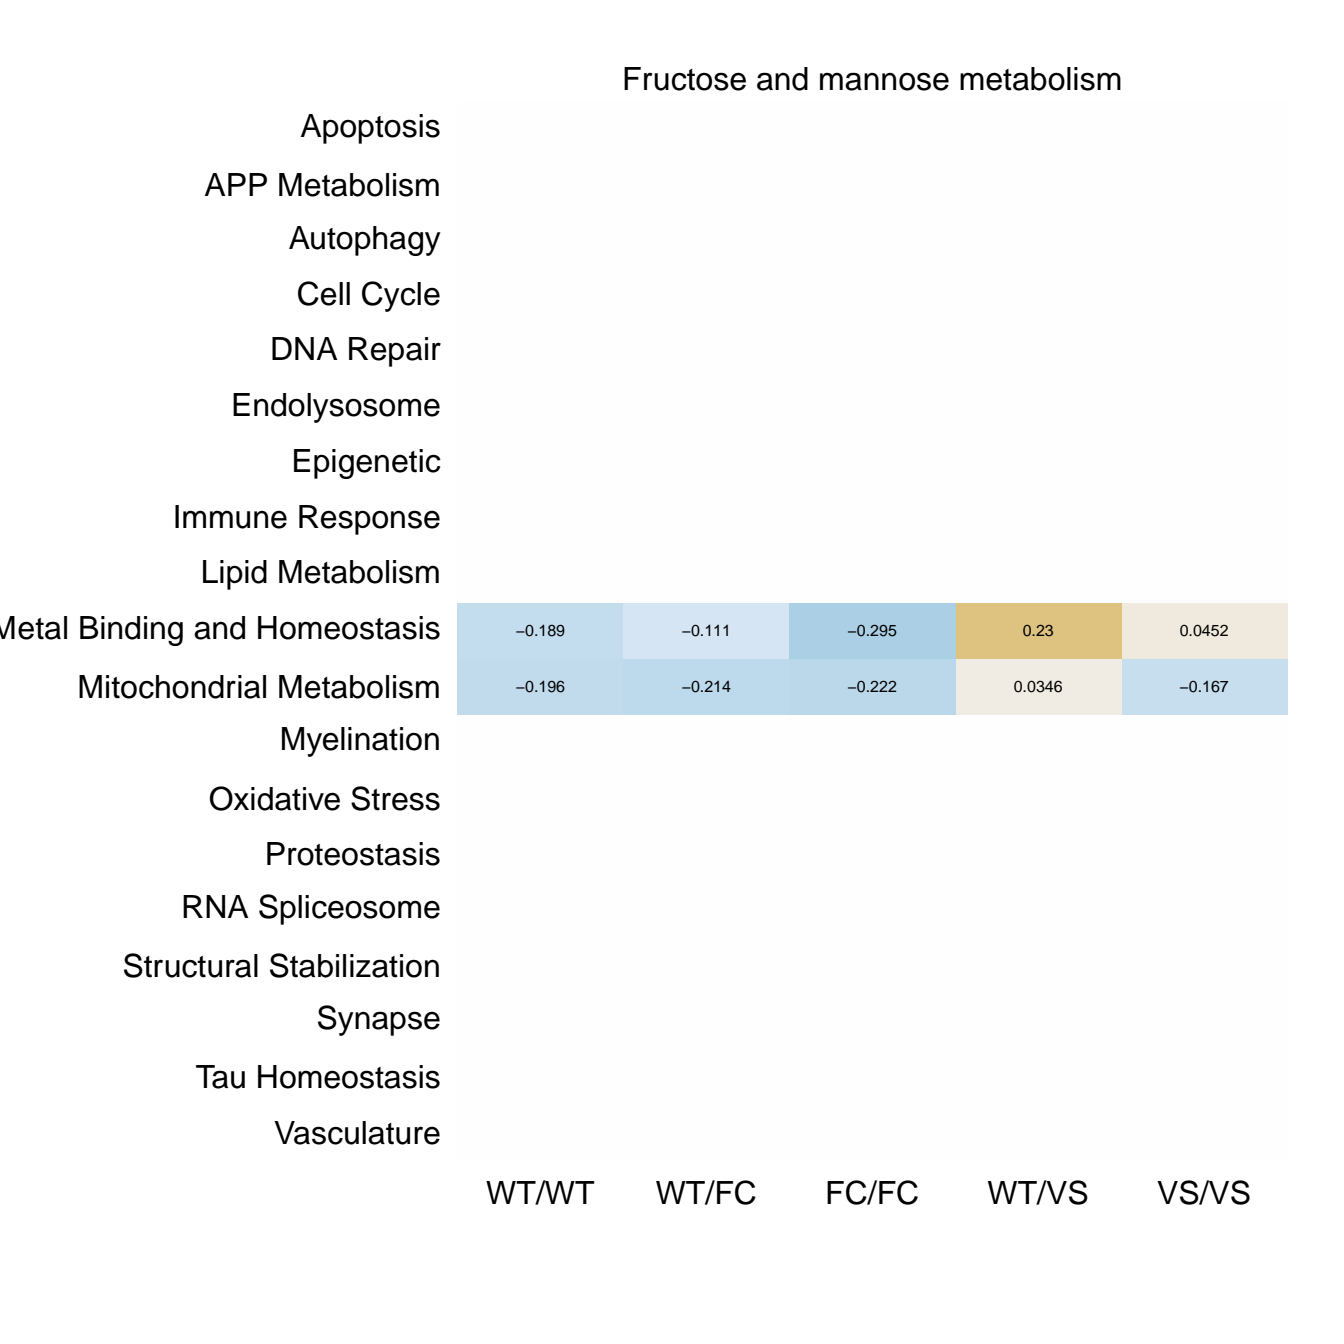 Fructose and mannose metabolism
Apoptosis
APP Metabolism
Autophagy
Cell Cycle
DNA Repair
Endolysosome
Epigenetic
Immune Response
Lipid Metabolism
Metal Binding and Homeostasis −0.189 −0.111 −0.295 0.23 0.0452
Mitochondrial Metabolism −0.196 −0.214 −0.222 0.0346 −0.167
Myelination
Oxidative Stress
Proteostasis
RNA Spliceosome
Structural Stabilization
Synapse
Tau Homeostasis
Vasculature
WT/WT WT/FC FC/FC WT/VS VS/VS